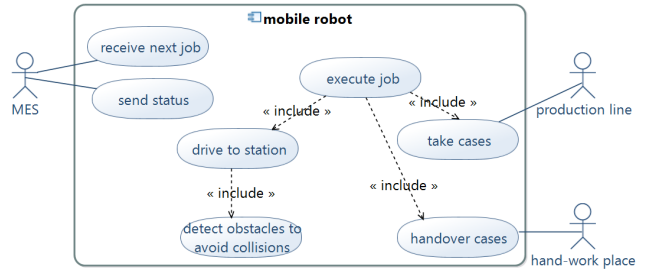 mobile robot
receive next job
MES
send status
execute job
« include »
« include »
production line
take cases
drive to station
« include »
« include »
detect obstacles to
avoid collisions
handover cases
hand-work place